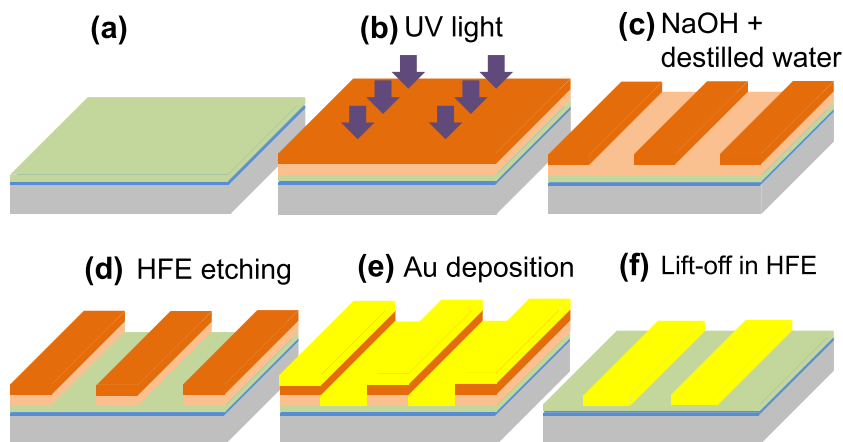 (a)
(b) UV light
(c) NaOH +
destilled water
(d) HFE etching
(e) Au deposition
(f) Lift-off in HFE